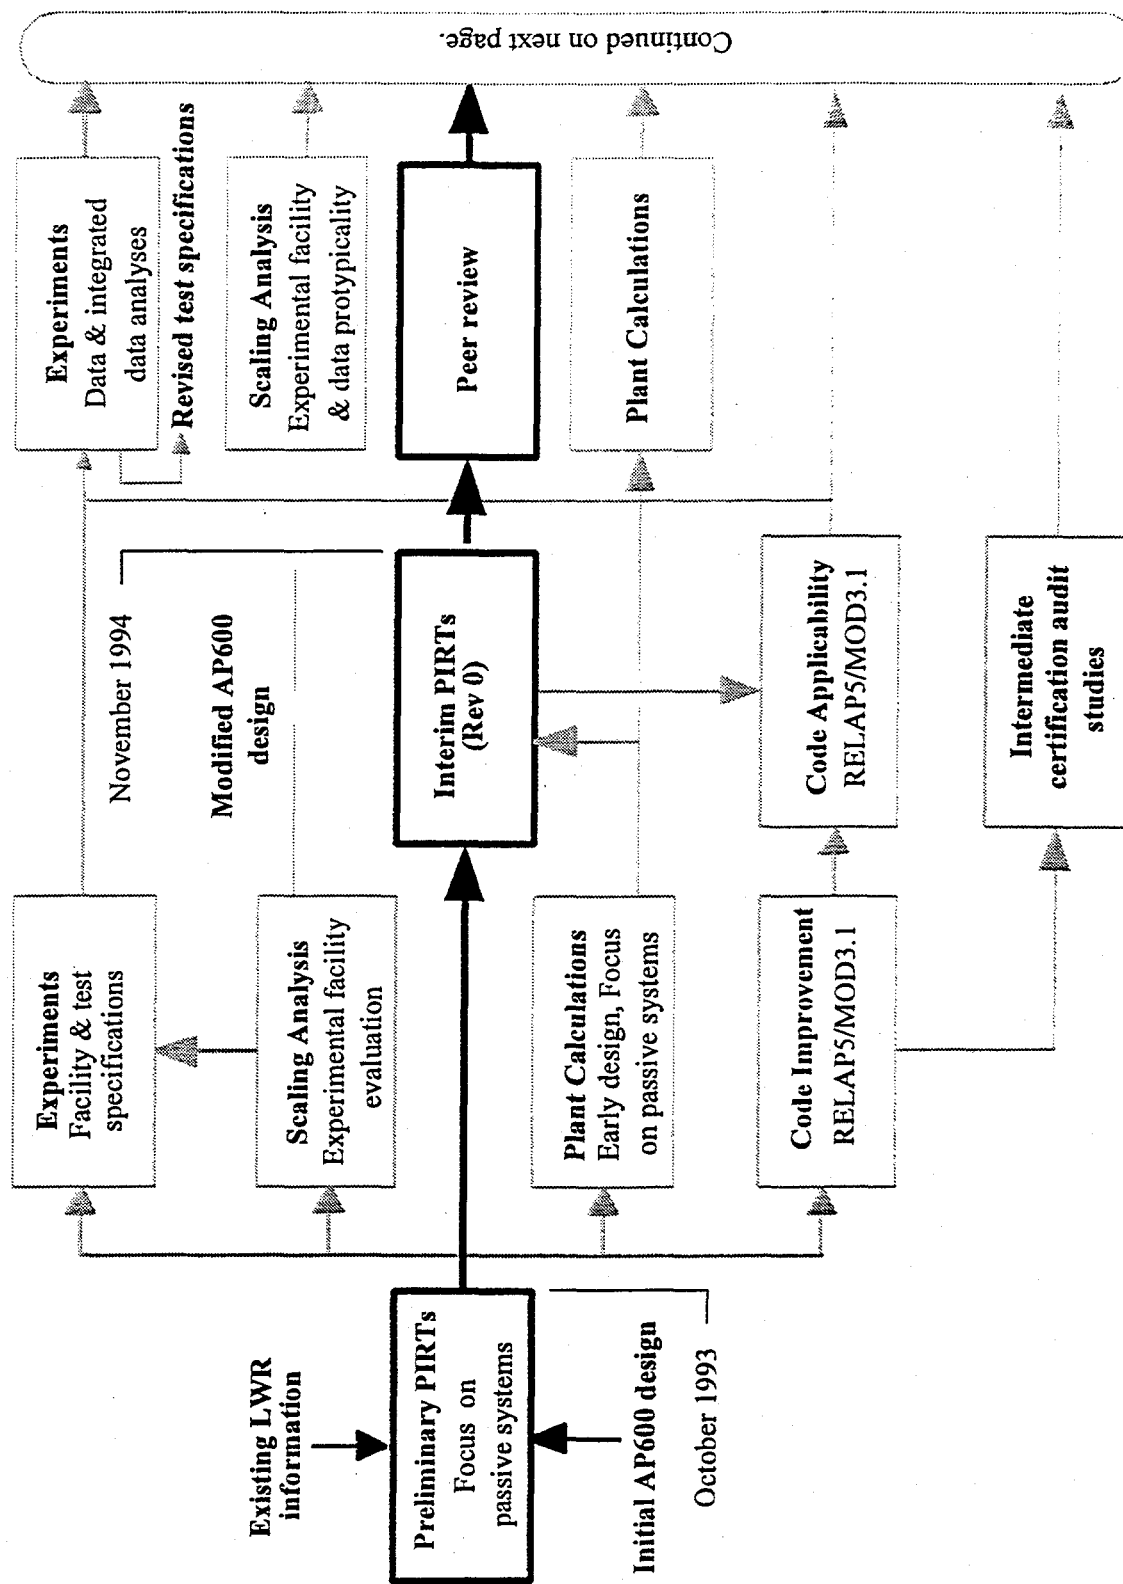 Existing LWR
information
Preliminary PIRTs
Focus on
passive systems
Initial AP600 design
October 1993
Experiments
Facility & test
specifications
Scaling Analysis
Experimental facility
evaluation
Plant Calculations
Early design, Focus
on passive systems
Code Improvement
RELAP5/MOD3.1
November 1994
Modified AP600
design
Interim PIRTs
(Rev 0)
Code Applicability
RELAP5/MOD3.1
Intermediate
certification audit
studies
Experiments
Data & integrated
data analyses
Revised test specifications
Scaling Analysis
Experimental facility
& data protypicality
Peer review
Plant Calculations
Continued on next page.